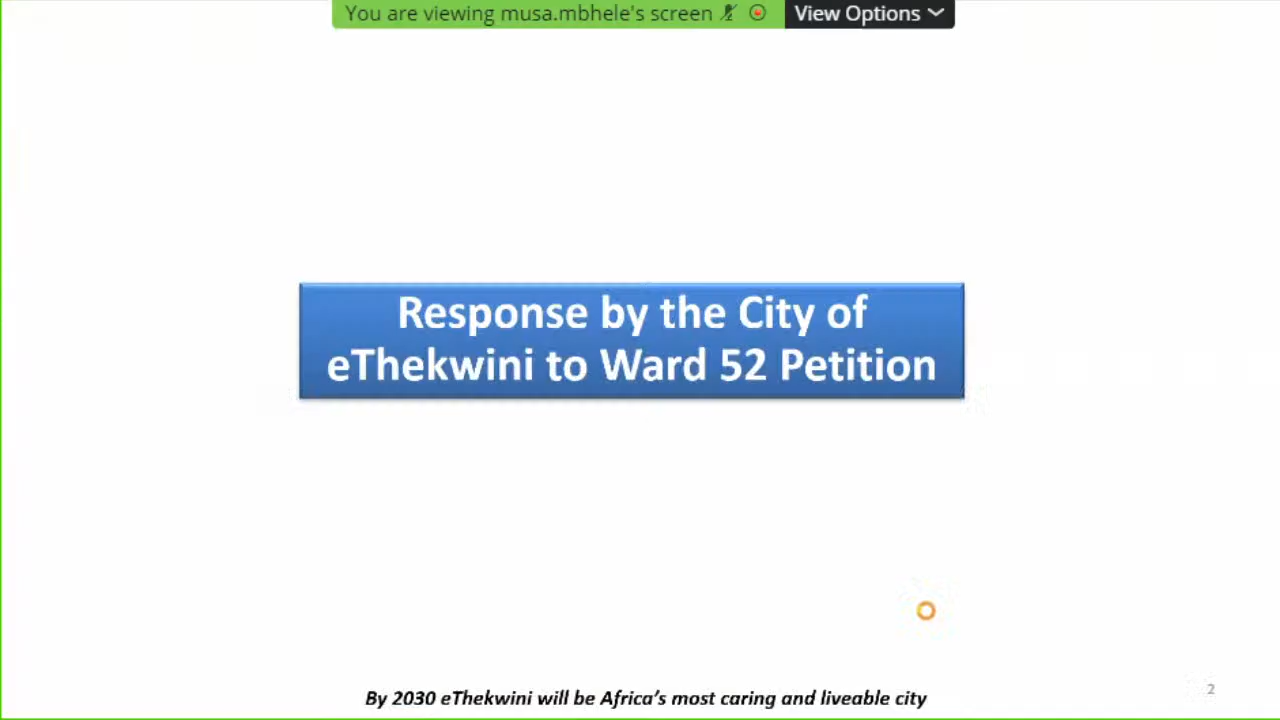 You are viewing musa.mbhele's screen
View Options
Response by the City of
eThekwini to Ward 52 Petition
2
By 2030 eThekwini will be Africa's most caring and liveable city